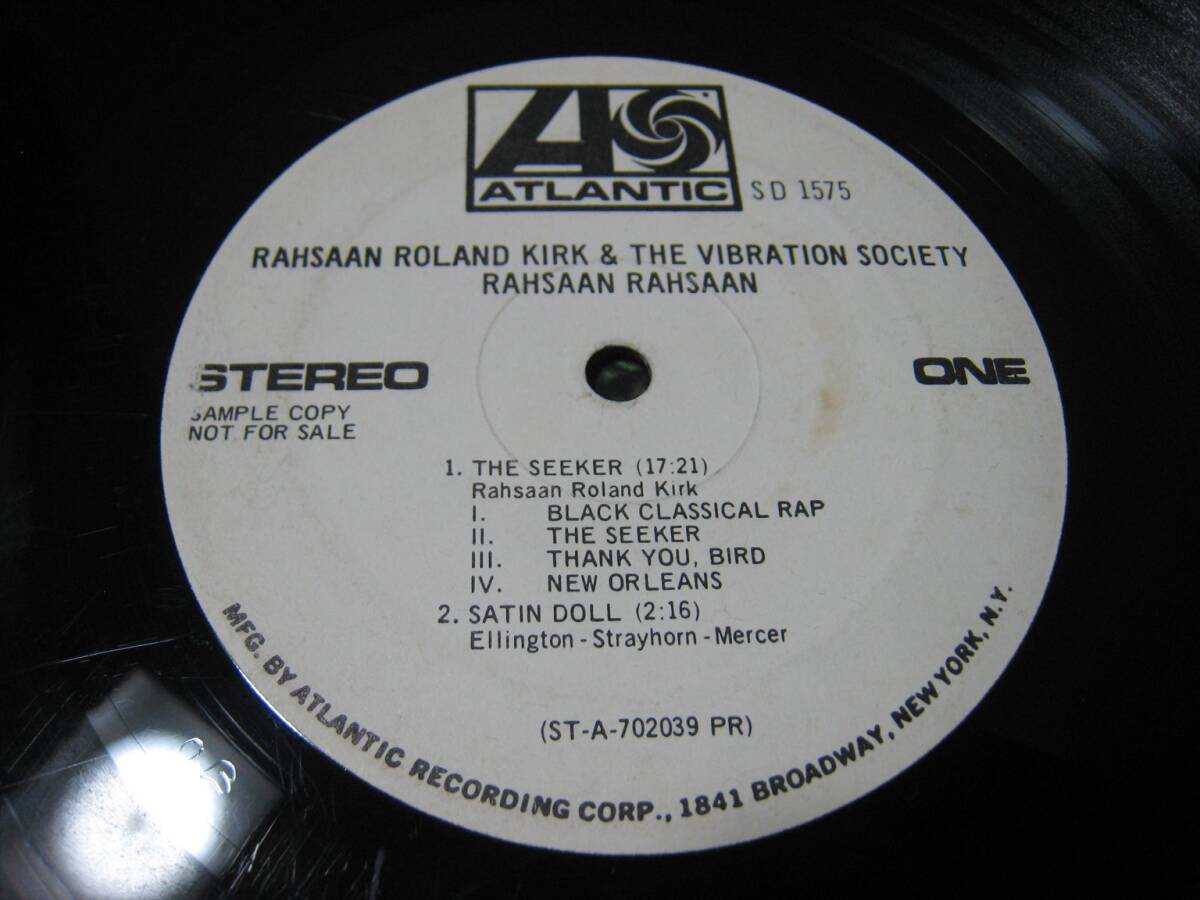 ATLANTIC
SD 1575
RAHSAAN ROLAND KIRK & THE VIBRATION SOCIETY
RAHSAAN RAHSAAN
STEREO
ONE
SAMPLE COPY
NOT FOR SALE
1. THE SEEKER (17:21)
Rahsaan Roland Kirk
I. BLACK CLASSICAL RAP
II. THE SEEKER
III. THANK YOU, BIRD
IV. NEW ORLEANS
2. SATIN DOLL (2:16)
Ellington-Strayhorn-Mercer
(ST-A-702039 PR)
MFG. BY ATLANTIC RECORDING CORP., 1841 BROADWAY, NEW YORK, N.Y.